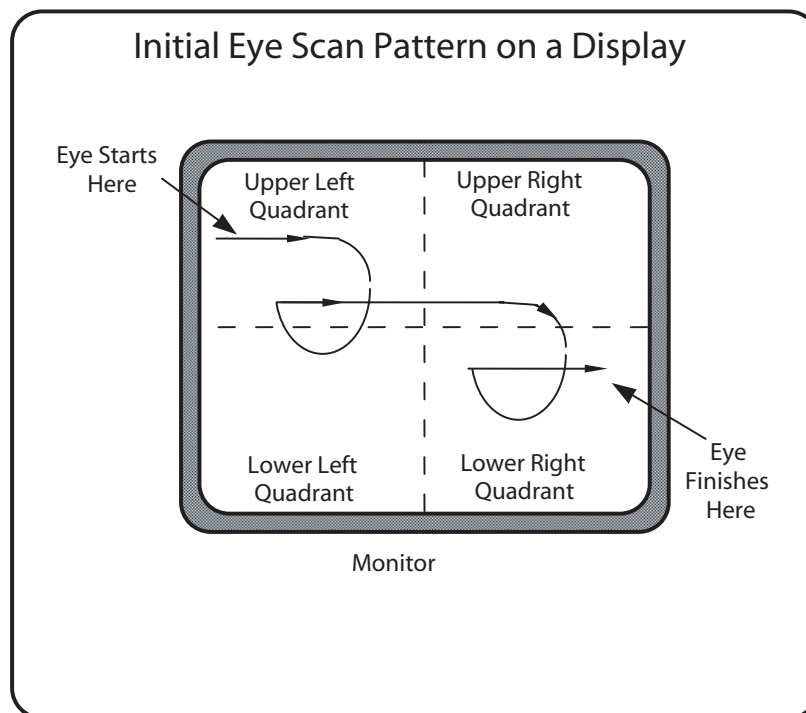 Initial Eye Scan Pattern on a Display
Eye Starts
Here
Upper Left
Quadrant
Upper Right
Quadrant
Lower Left
Quadrant
Lower Right
Quadrant
Eye
Finishes
Here
Monitor